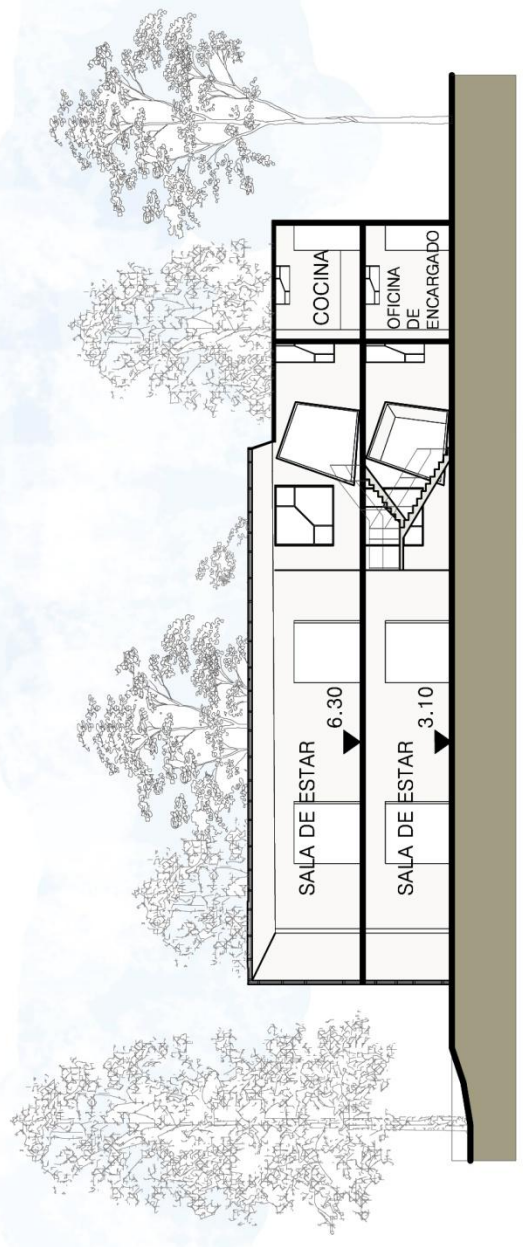 SALA DE ESTAR
6.30
COCINA
SALA DE ESTAR
3.10
OFICINA
DE
ENCARGADO